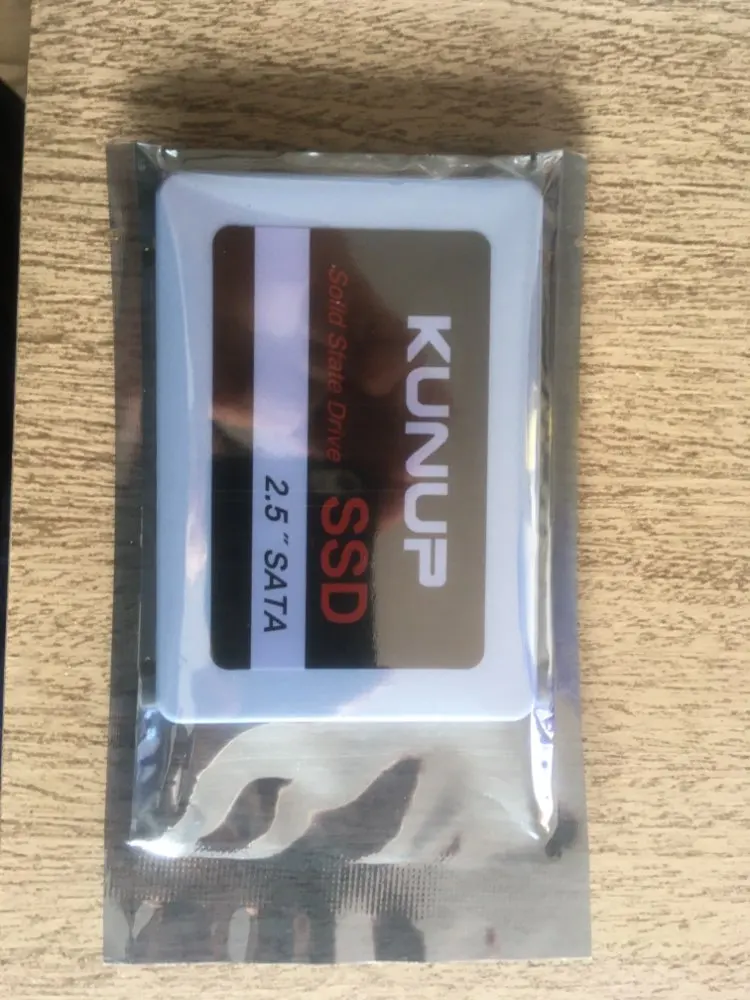 KUNUP
Solid State Drive SSD
2.5" SATA